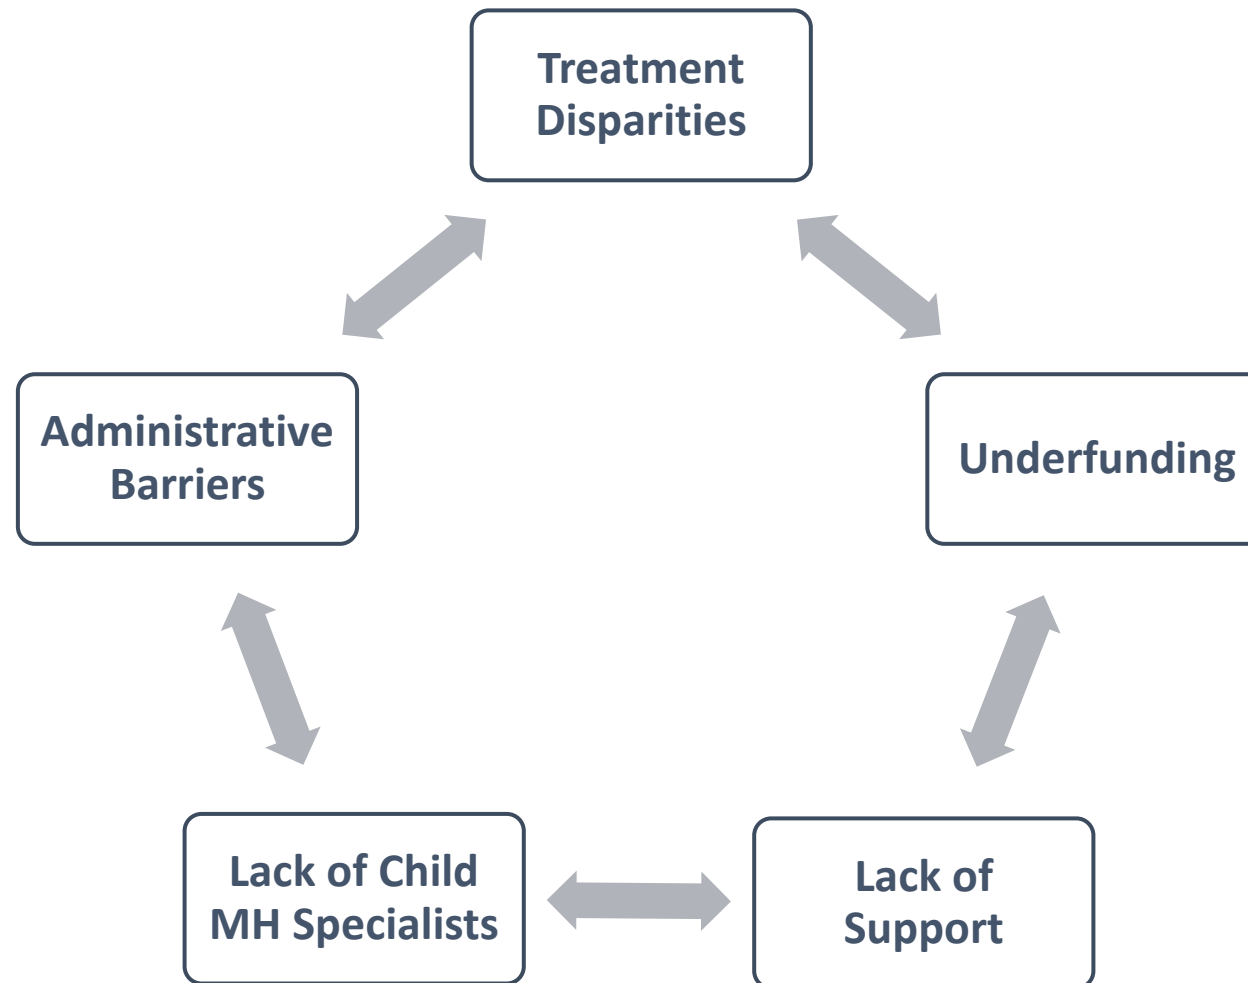 Treatment
Disparities
Administrative
Barriers
Underfunding
Lack of Child
MH Specialists
Lack of
Support